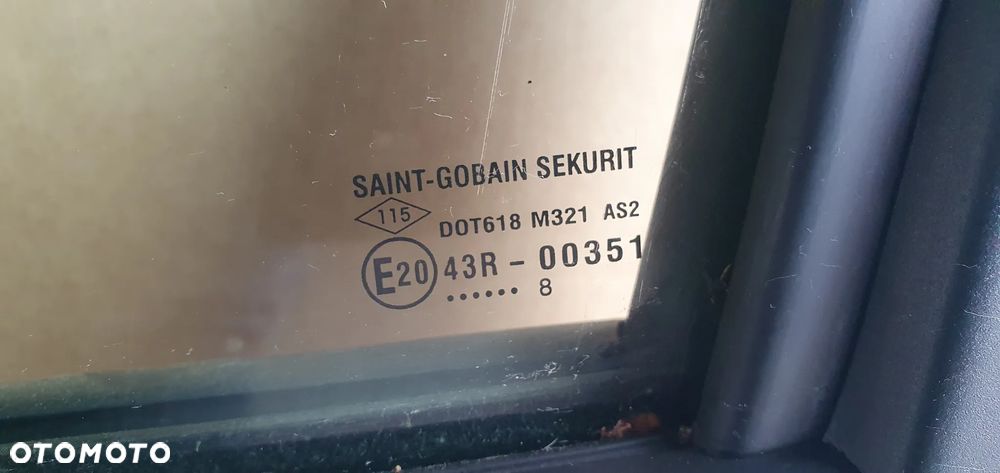 SAINT-GOBAIN SEKURIT
115 DOT618 M321 AS2
E20 43R - 00351
...... 8
OTOMOTO